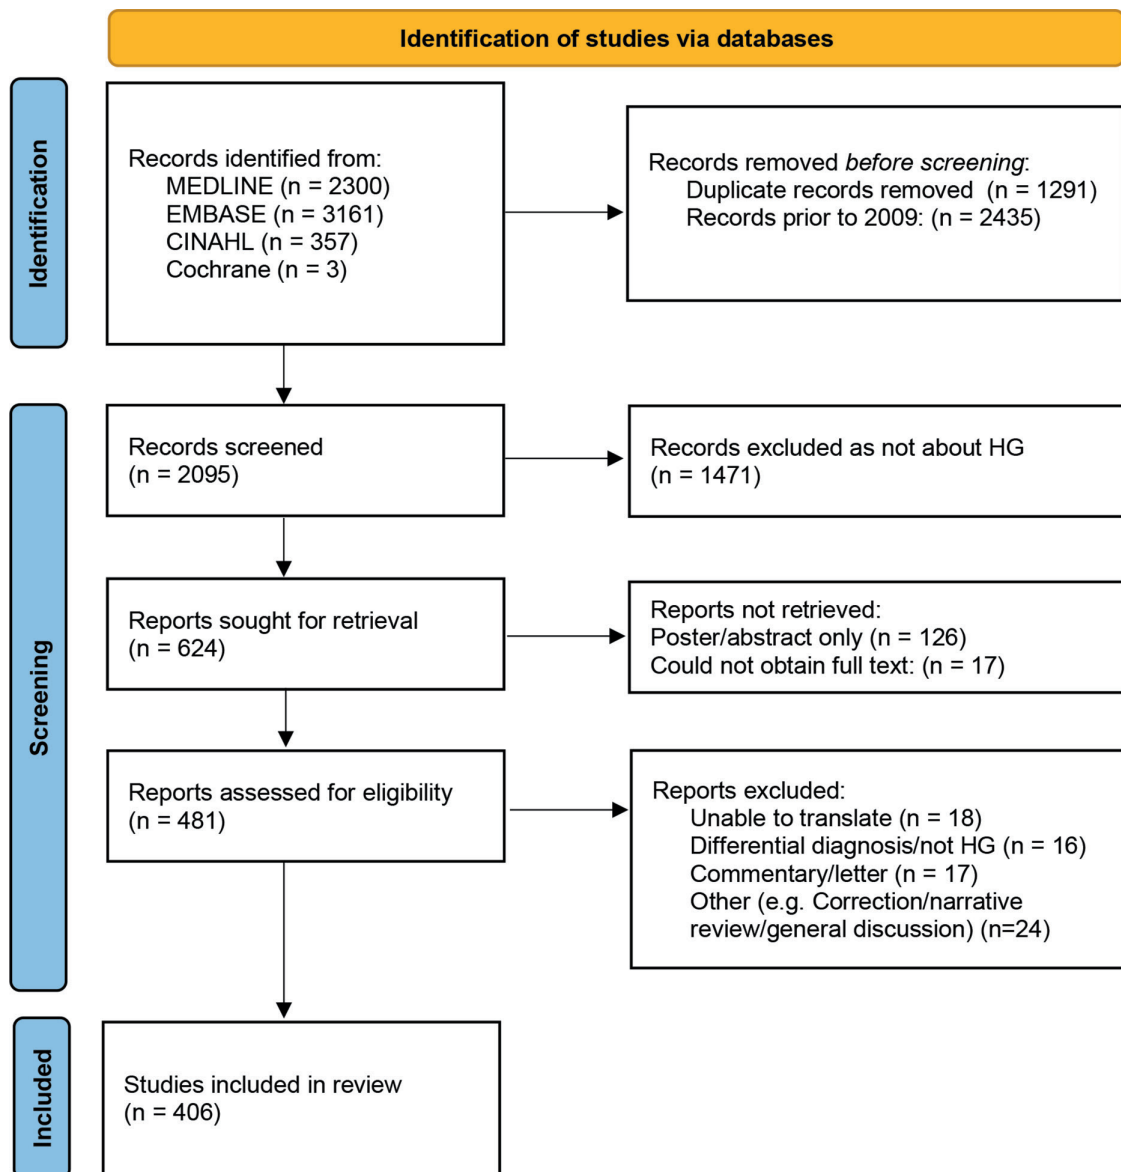 Identification of studies via databases
Identification
Records identified from:
MEDLINE (n = 2300)
EMBASE (n = 3161)
CINAHL (n = 357)
Cochrane (n = 3)
Records removed before screening:
Duplicate records removed (n = 1291)
Records prior to 2009: (n = 2435)
Screening
Records screened
(n = 2095)
Records excluded as not about HG
(n = 1471)
Reports sought for retrieval
(n = 624)
Reports not retrieved:
Poster/abstract only (n = 126)
Could not obtain full text: (n = 17)
Reports assessed for eligibility
(n = 481)
Reports excluded:
Unable to translate (n = 18)
Differential diagnosis/not HG (n = 16)
Commentary/letter (n = 17)
Other (e.g. Correction/narrative
review/general discussion) (n=24)
Included
Studies included in review
(n = 406)